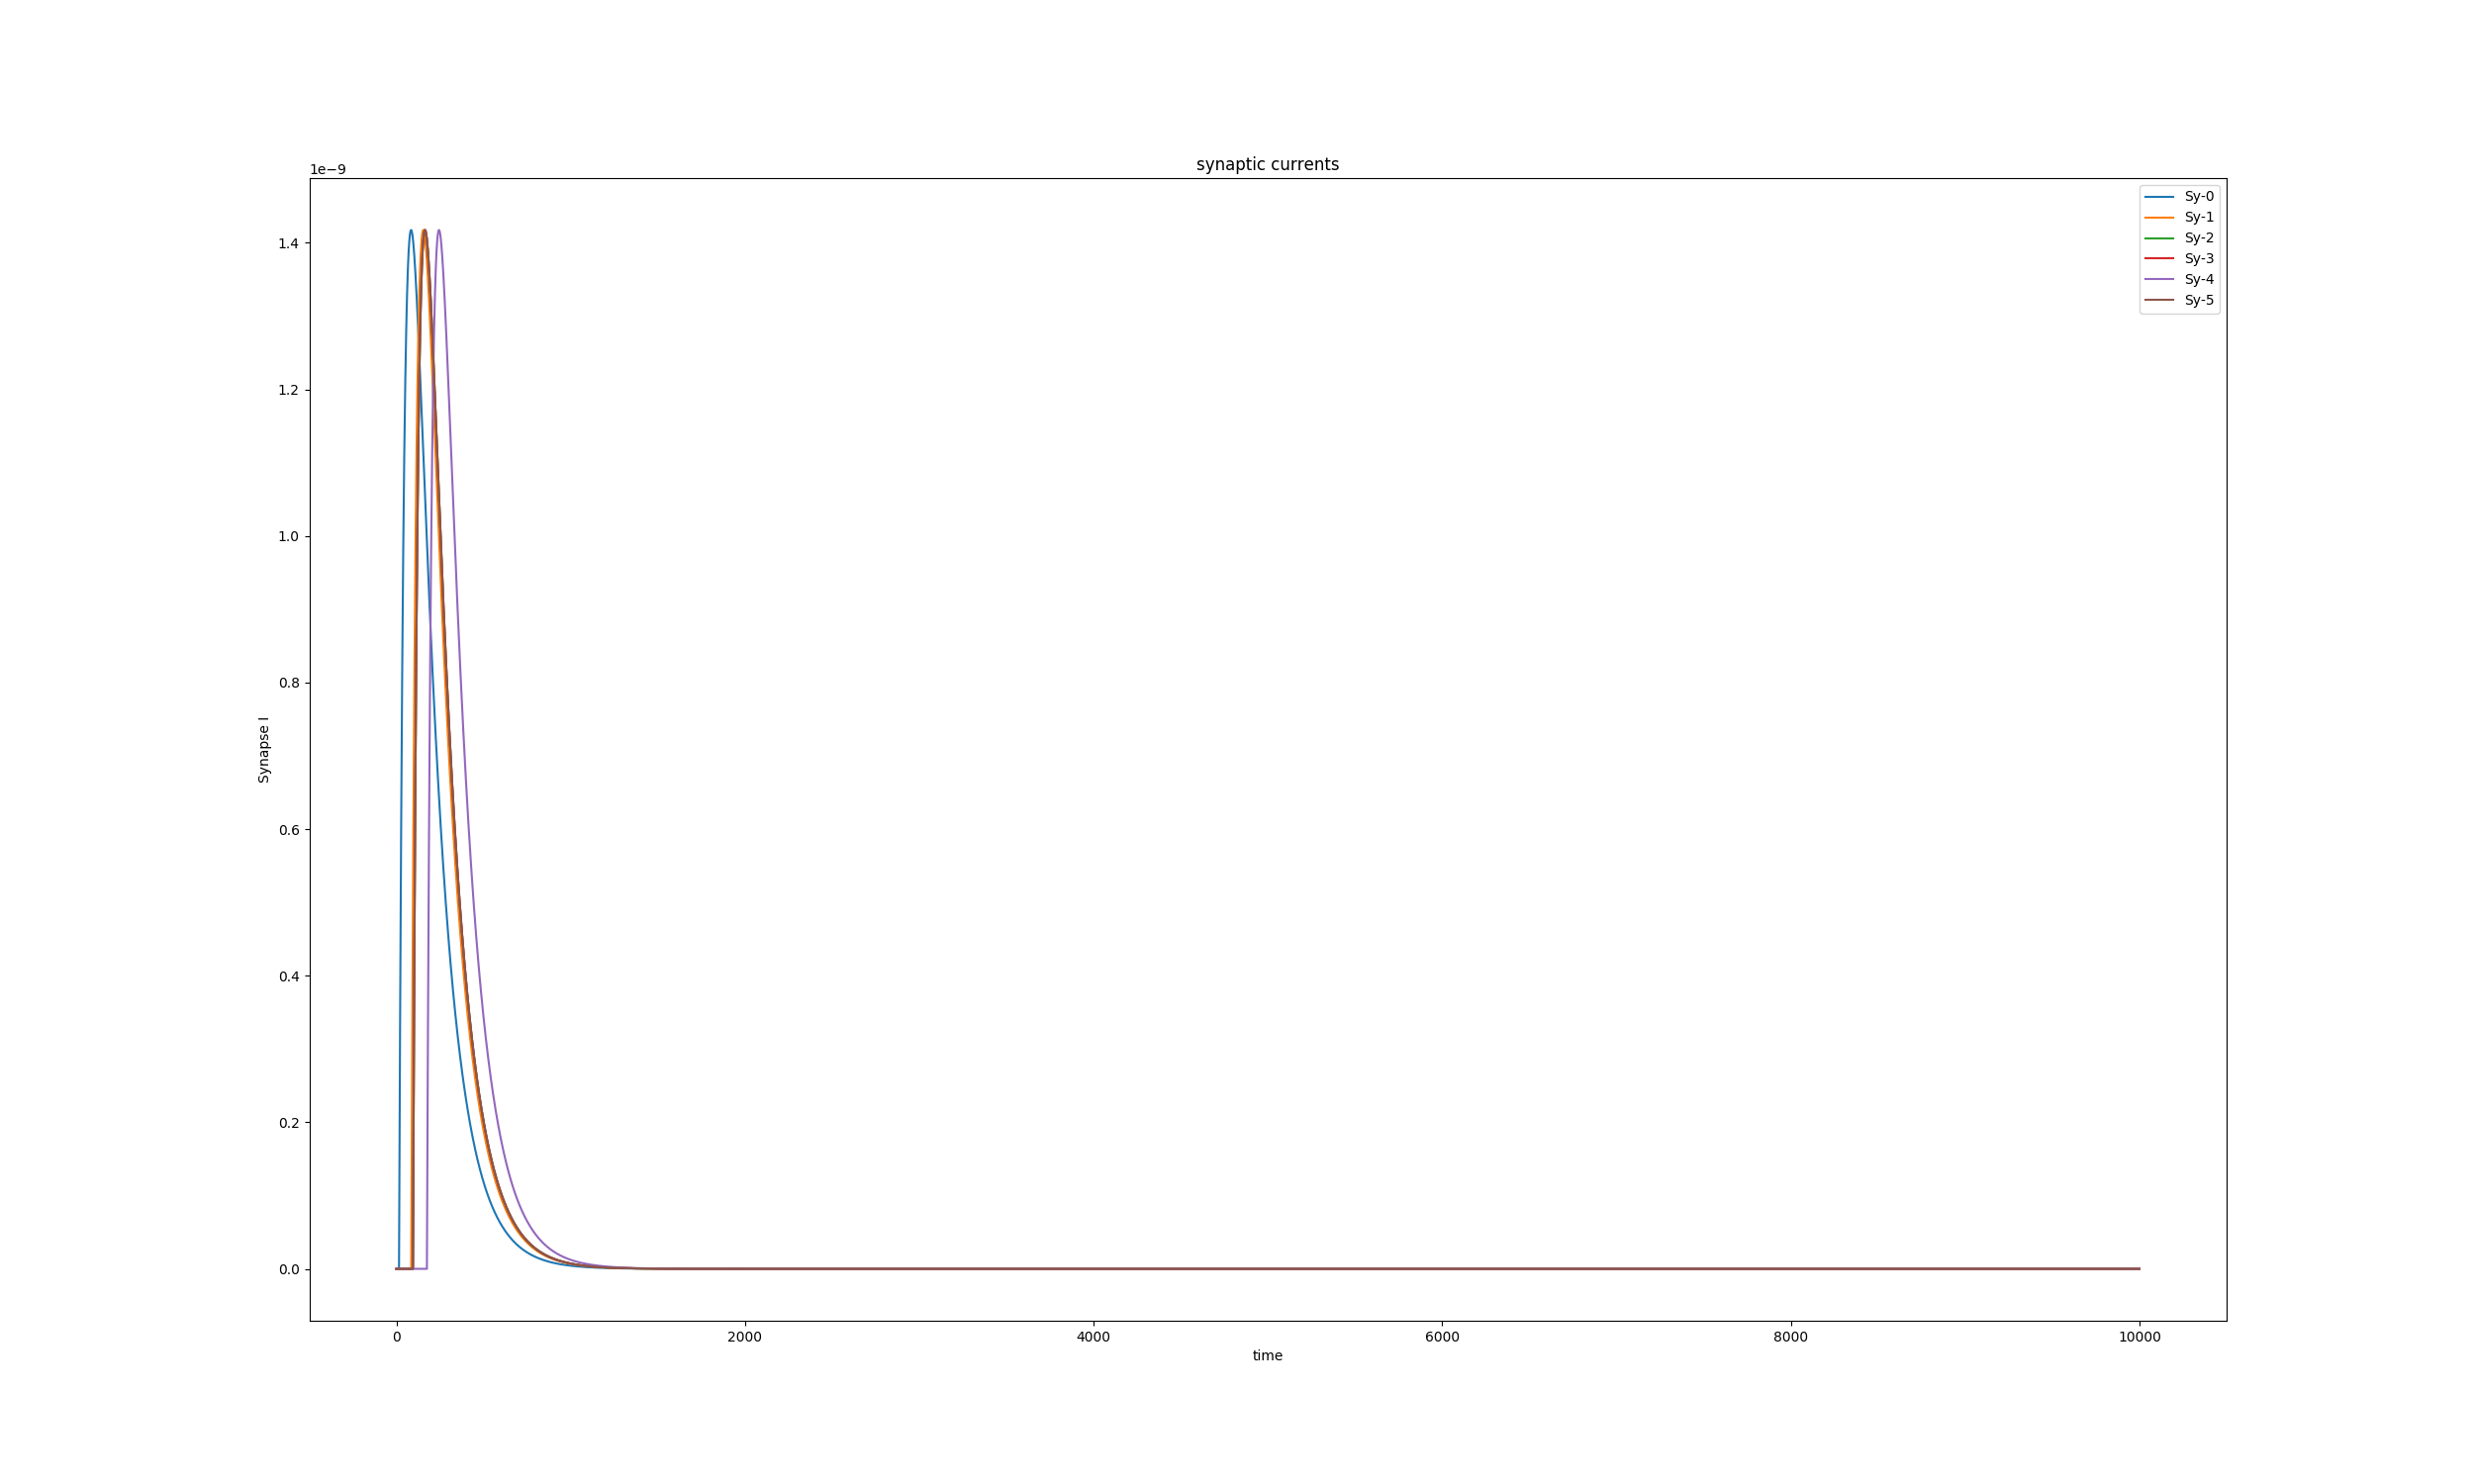 synaptic currents
1e−9
1.4
1.2
1.0
0.8
0.6
0.4
0.2
0.0
Synapse I
0
2000
4000
6000
8000
10000
time
Sy-0
Sy-1
Sy-2
Sy-3
Sy-4
Sy-5